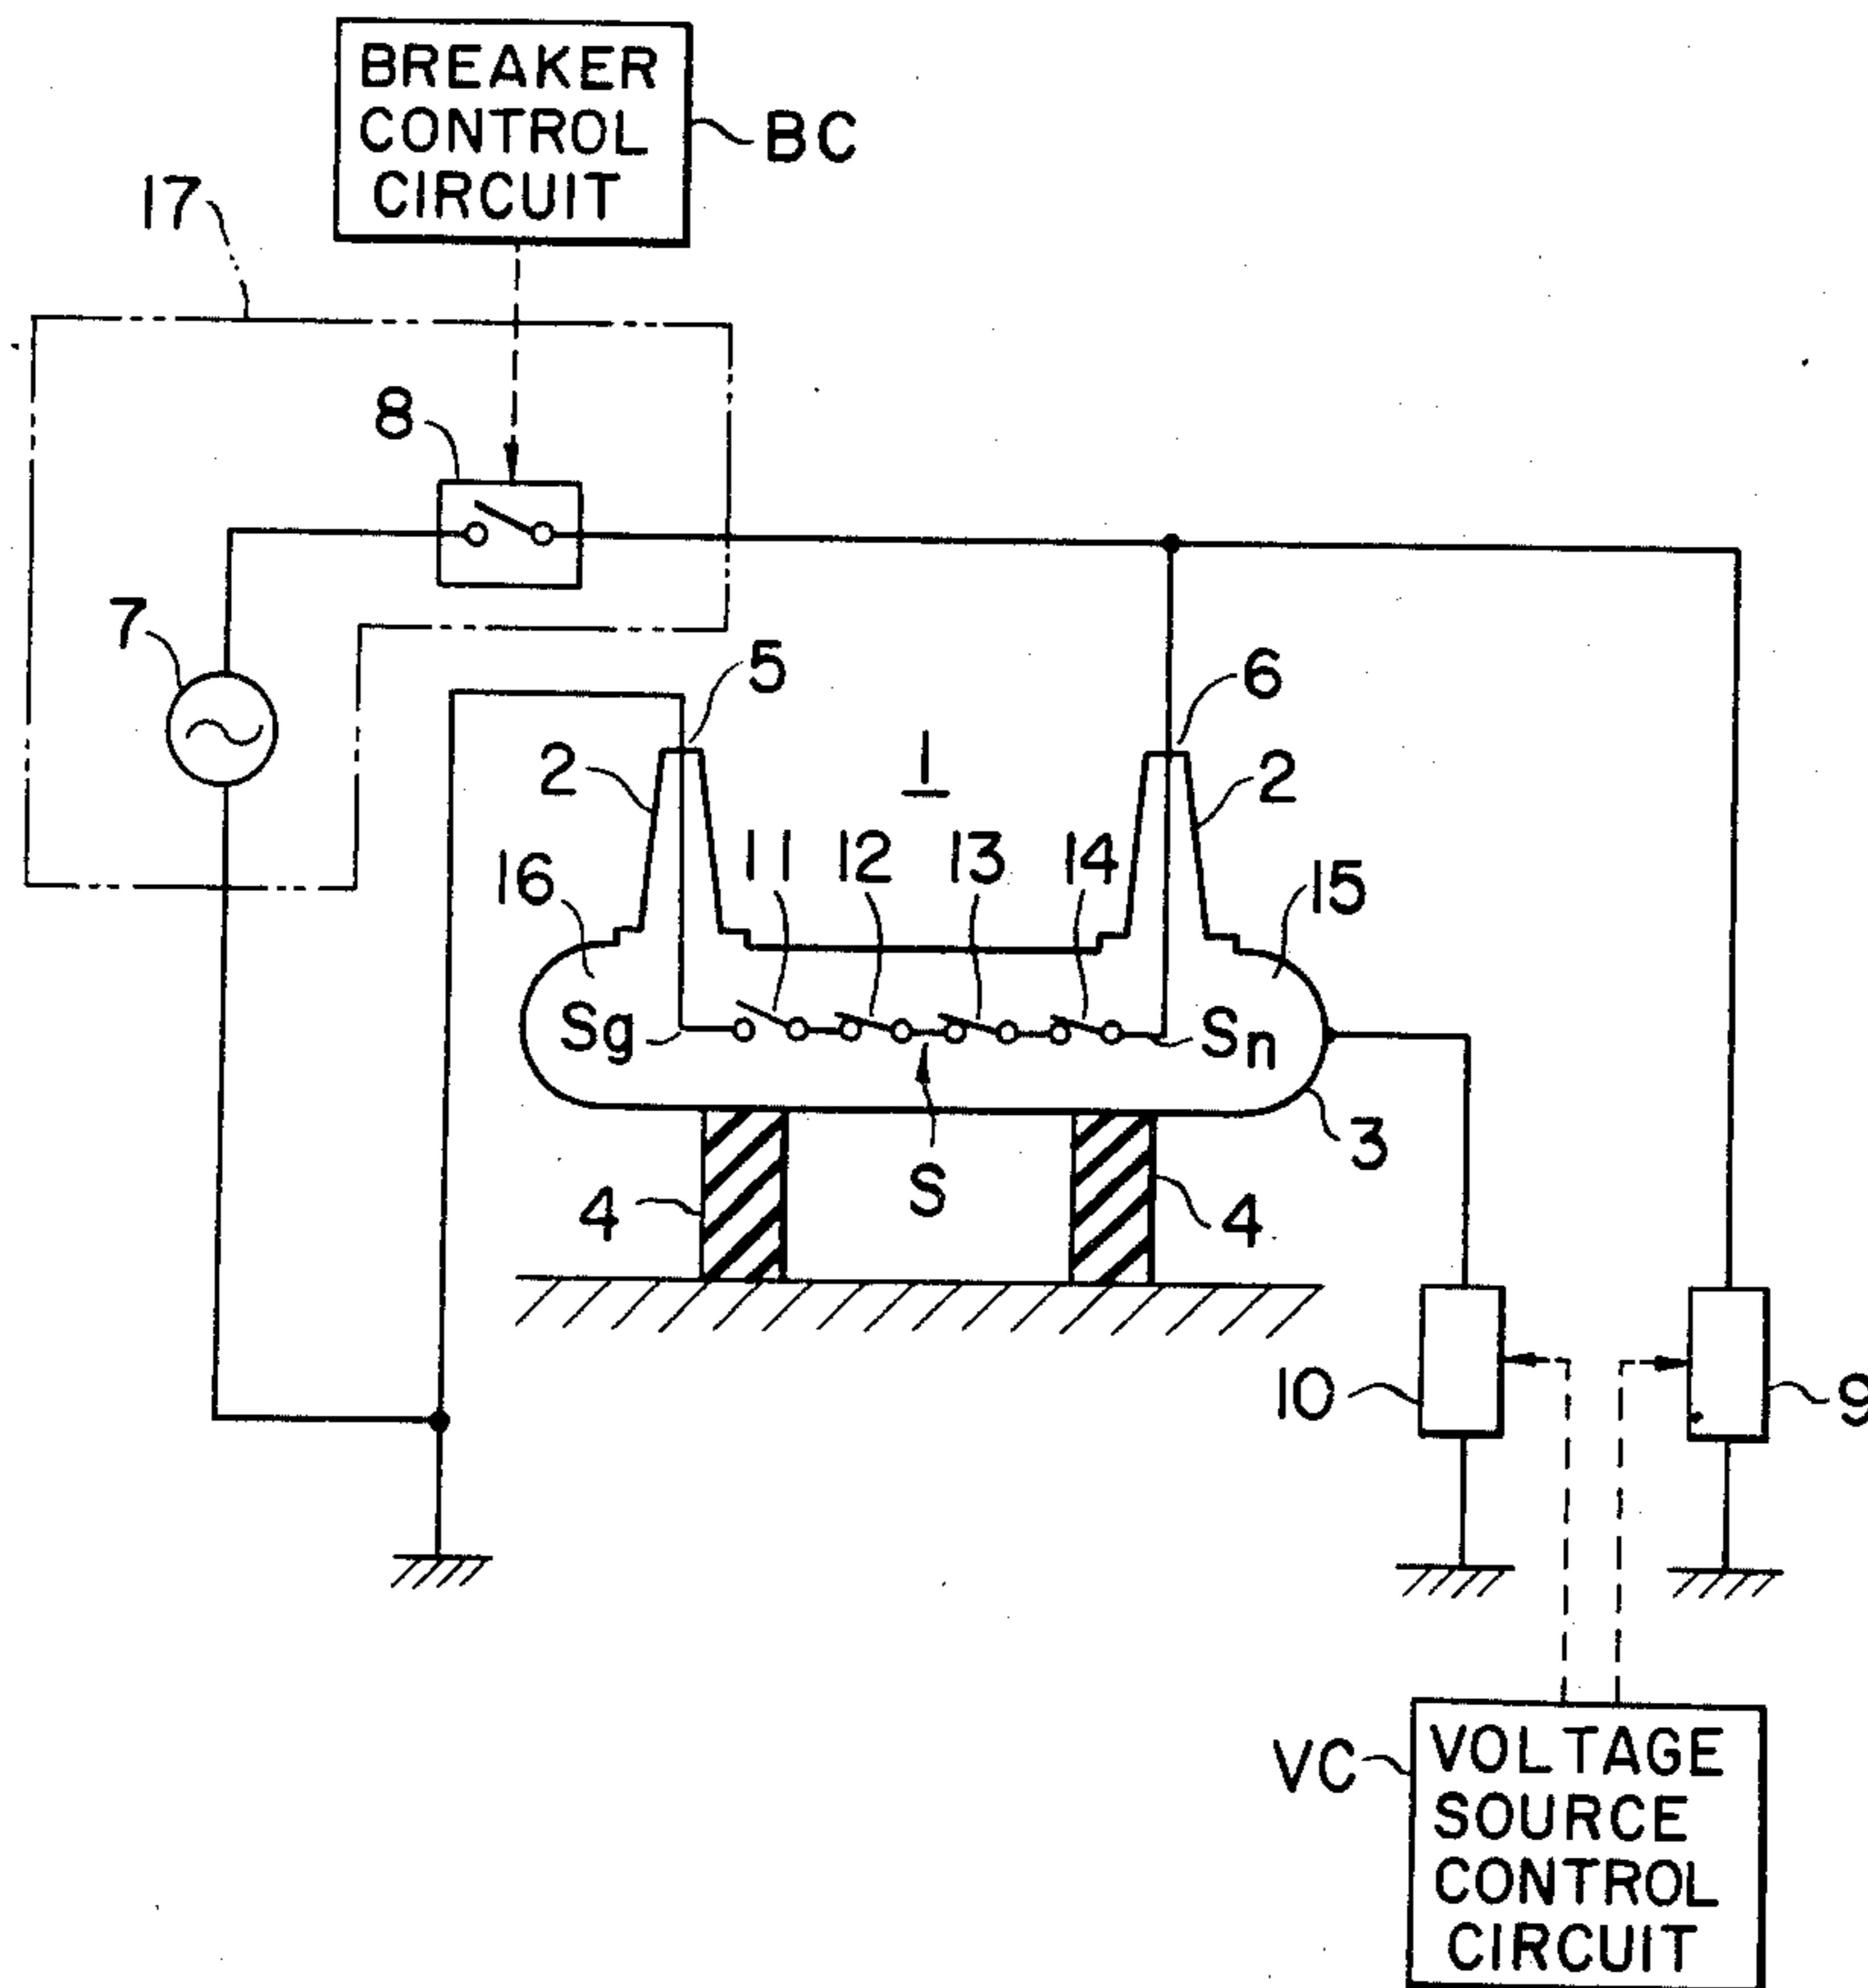 BREAKER
CONTROL
CIRCUIT
BC
17
8
7
5
6
2
1
2
16
11
12
13
14
15
Sg
Sn
3
S
4
4
10
9
VC
VOLTAGE
SOURCE
CONTROL
CIRCUIT